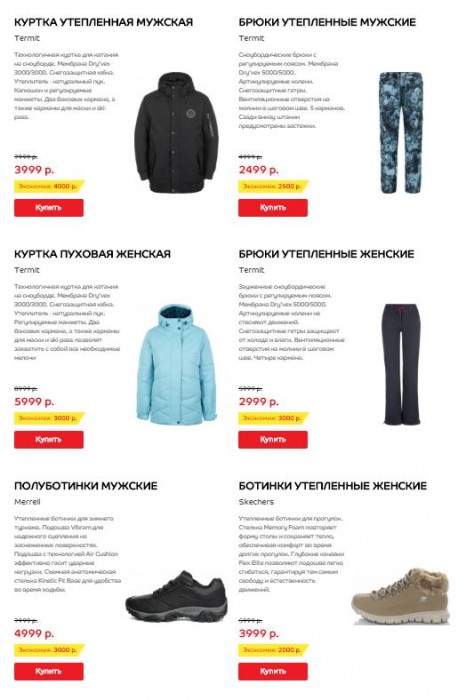 КУРТКА УТЕПЛЕННАЯ МУЖСКАЯ
Termit
Технологичная куртка для катания
на сноуборде. Мембрана Dry'vex
3000/3000. Снегозащитная юбка.
Утеплитель - натуральный пух.
Капюшон и регулируемые
манжеты. Два боковых кармана, а
также карманы для маски и ski
pass.
3999 р.
Экономия: 4000 р.
Купить
БРЮКИ УТЕПЛЕННЫЕ МУЖСКИЕ
Termit
Сноубордические брюки с
регулируемым поясом. Мембрана
Dry'vex 5000/5000.
Артикулируемые колени.
Снегозащитные гетры.
Вентиляционные отверстия на
молнии в шаговом шве. 5 карманов.
Сзади внизу штанин
предусмотрены застежки.
4999 р.
2499 р.
Экономия: 2500 р.
Купить
КУРТКА ПУХОВАЯ ЖЕНСКАЯ
Termit
Технологичная куртка для катания
на сноуборде. Мембрана Dry'vex
3000/3000. Снегозащитная юбка.
Утеплитель - натуральный пух.
Регулируемые манжеты. Два
боковых кармана, а также карманы
для маски и ski pass позволят
захватить с собой все необходимые
мелочи
8999 р.
5999 р.
Экономия: 3000 р.
Купить
БРЮКИ УТЕПЛЕННЫЕ ЖЕНСКИЕ
Termit
Зауженные сноубордические
брюки с регулируемым поясом.
Мембрана Dry'vex 5000/5000.
Артикулируемые колени не
стесняют движений.
Снегозащитные гетры защищают
от холода и влаги. Вентиляционные
отверстия на молнии в шаговом
шве. Четыре кармана.
5999 р.
2999 р.
Экономия: 3000 р.
Купить
ПОЛУБОТИНКИ МУЖСКИЕ
Merrell
Утепленные ботинки для зимнего
туризма. Подошва Vibram для
надежного сцепления на
заснеженных поверхностях.
Подошва с технологией Air Cushion
эффективно гасит ударные
нагрузки. Съемная анатомическая
стелька Kinetic Fit Base для удобства
во время ходьбы.
7999 р.
4999 р.
Экономия: 3000 р.
Купить
БОТИНКИ УТЕПЛЕННЫЕ ЖЕНСКИЕ
Skechers
Утепленные ботинки для прогулок.
Стелька Memory Foam повторяет
форму стопы и сохраняет тепло,
обеспечивая комфорт во время
долгих прогулок. Глубокие канавки
Flex Elite позволяют подошве легко
сгибаться, гарантируя тем самым
свободу и естественность
движений.
5999 р.
3999 р.
Экономия: 2000 р.
Купить